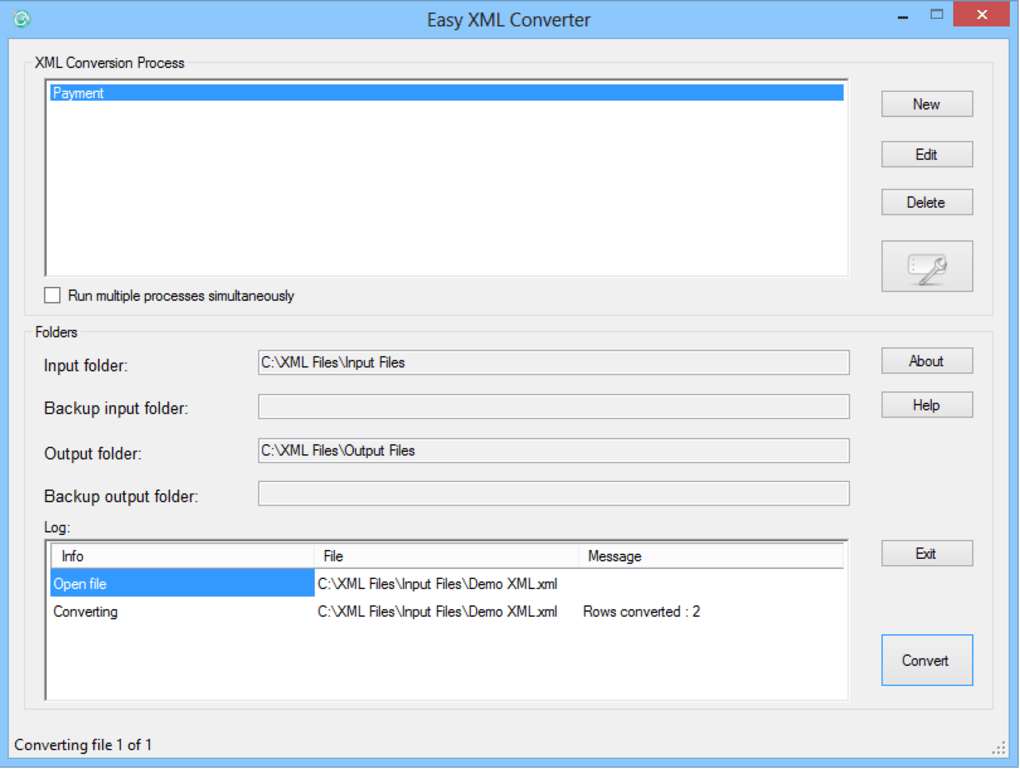 Easy XML Converter
XML Conversion Process
Payment
New
Edit
Delete
Run multiple processes simultaneously
Folders
Input folder: C:\XML Files\Input Files
About
Backup input folder:
Help
Output folder: C:\XML Files\Output Files
Backup output folder:
Log:
Info File Message
Exit
Open file C:\XML Files\Input Files\Demo XML.xml
Converting C:\XML Files\Input Files\Demo XML.xml Rows converted : 2
Convert
Converting file 1 of 1